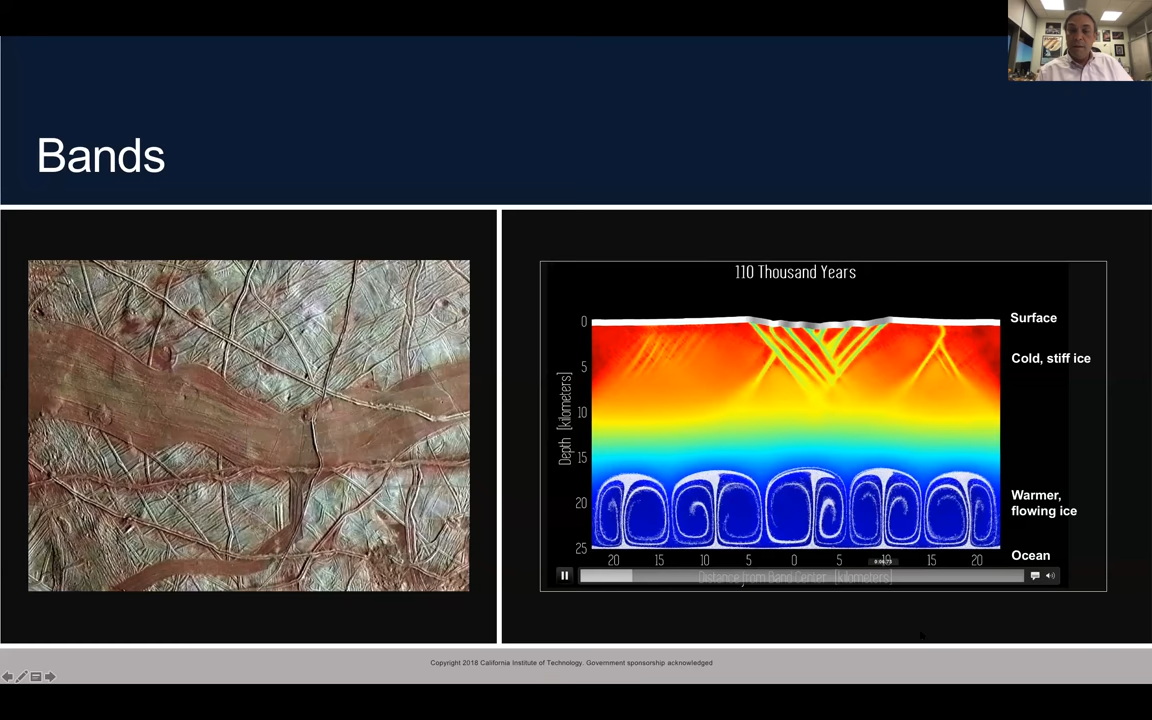 Bands
110 Thousand Years
0
5
10
15
20
25
Depth [kilometers]
20 15 10 5 0 5 10 15 20
Distance from Band Center [kilometers]
Surface
Cold, stiff ice
Warmer,
flowing ice
Ocean
Copyright 2018 California Institute of Technology. Government sponsorship acknowledged